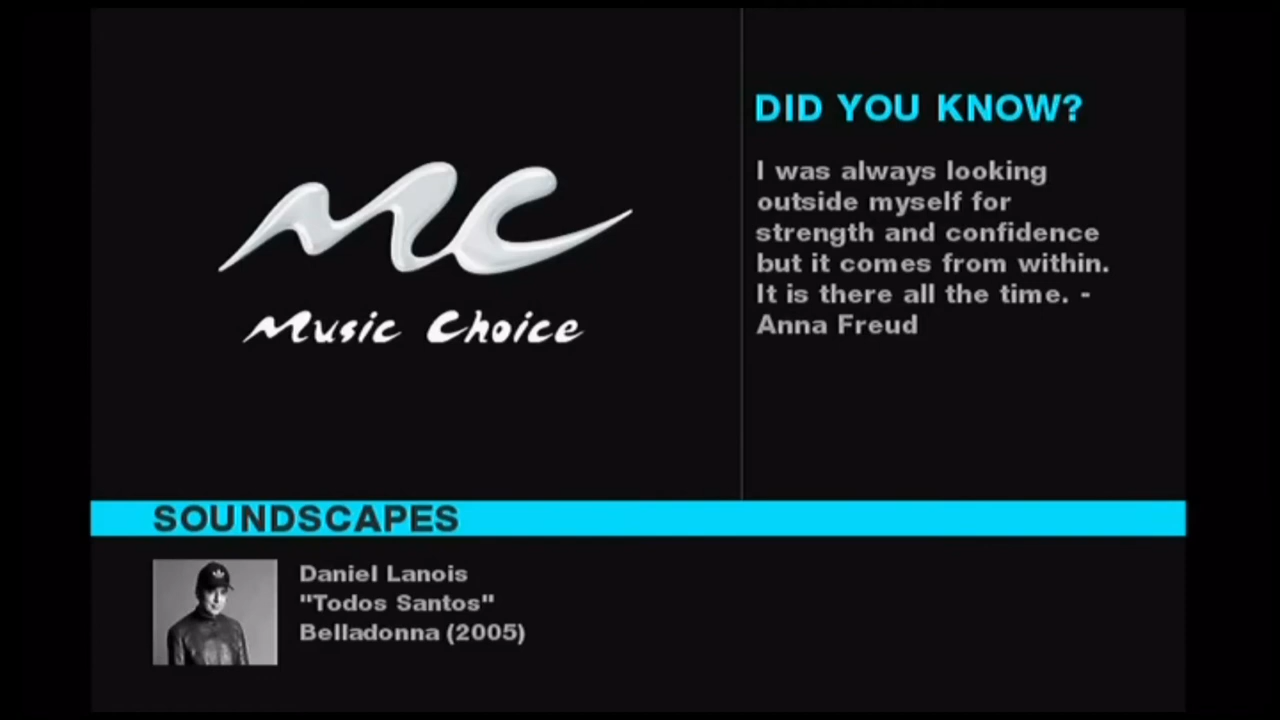 MC
Music Choice
DID YOU KNOW?
I was always looking
outside myself for
strength and confidence
but it comes from within.
It is there all the time. -
Anna Freud
SOUNDSCAPES
Daniel Lanois
"Todos Santos"
Belladonna (2005)